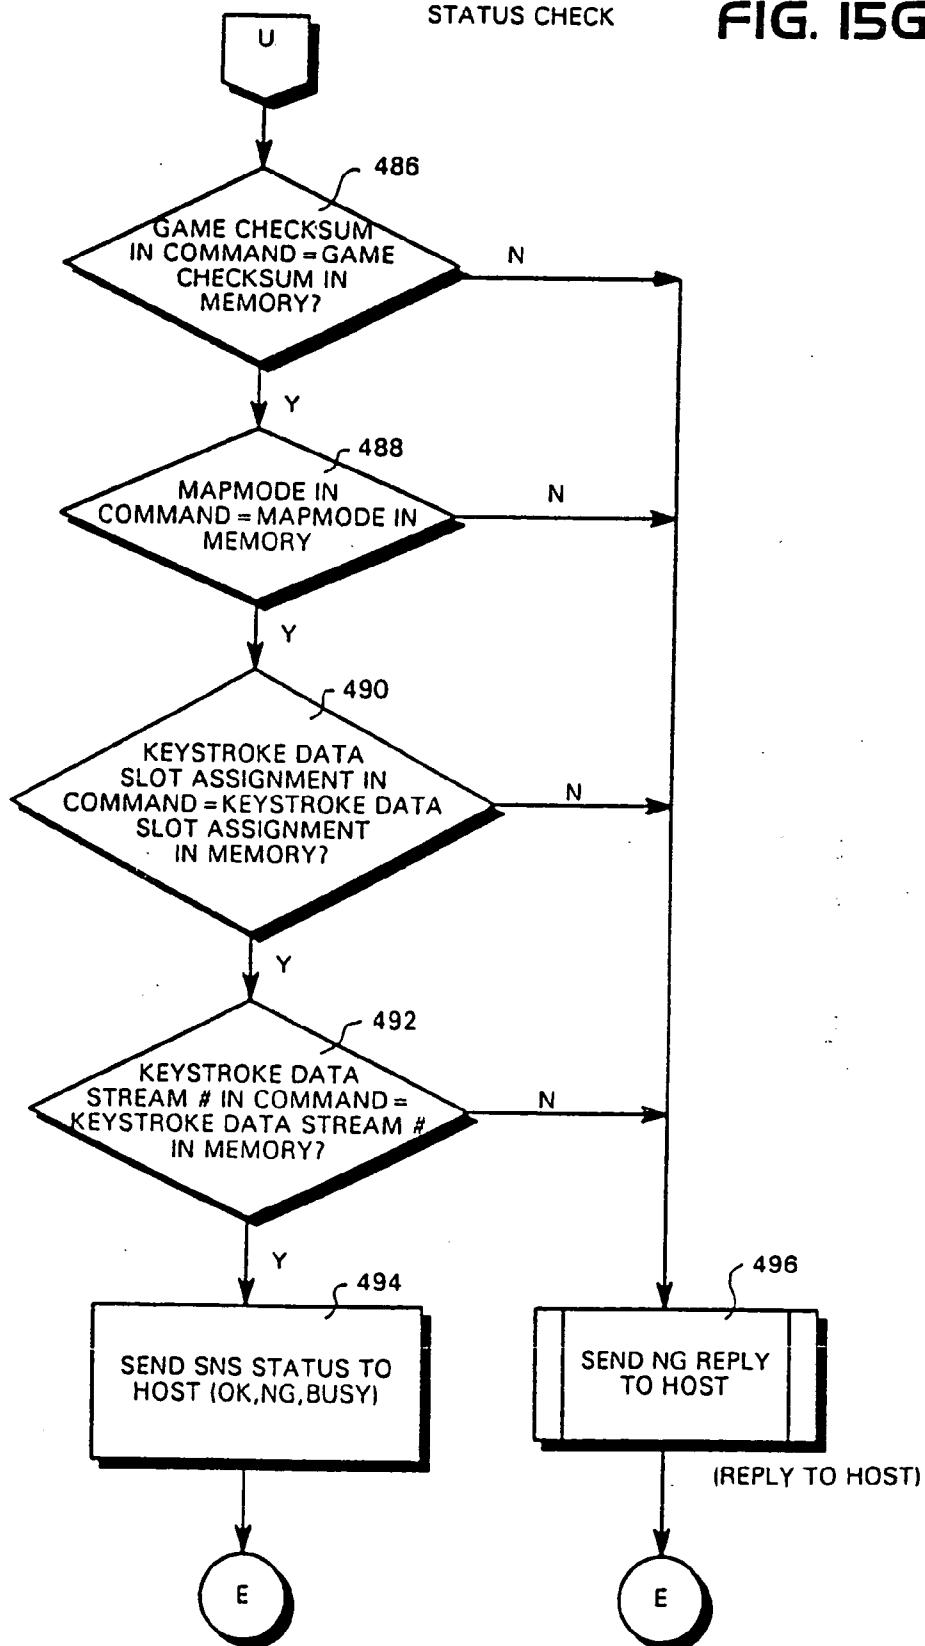 STATUS CHECK
FIG. 15G
U
486
GAME CHECKSUM
IN COMMAND = GAME
CHECKSUM IN
MEMORY?
N
Y
488
MAPMODE IN
COMMAND = MAPMODE IN
MEMORY
N
Y
490
KEYSTROKE DATA
SLOT ASSIGNMENT IN
COMMAND = KEYSTROKE DATA
SLOT ASSIGNMENT
IN MEMORY?
N
Y
492
KEYSTROKE DATA
STREAM # IN COMMAND =
KEYSTROKE DATA STREAM #
IN MEMORY?
N
Y
494
SEND SNS STATUS TO
HOST (OK,NG,BUSY)
496
SEND NG REPLY
TO HOST
(REPLY TO HOST)
E
E